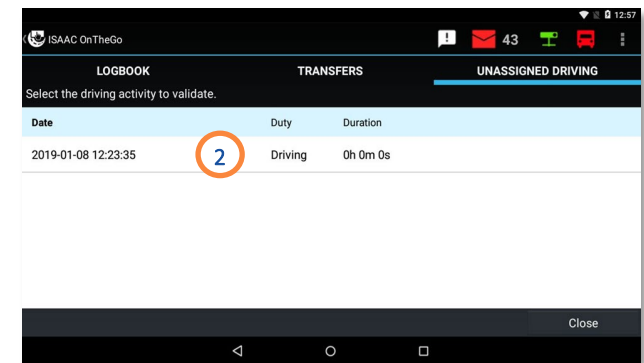 12:57
ISAAC OnTheGo 43
LOGBOOK TRANSFERS UNASSIGNED DRIVING
Select the driving activity to validate.
Date Duty Duration
2019-01-08 12:23:35 2 Driving 0h 0m 0s
Close